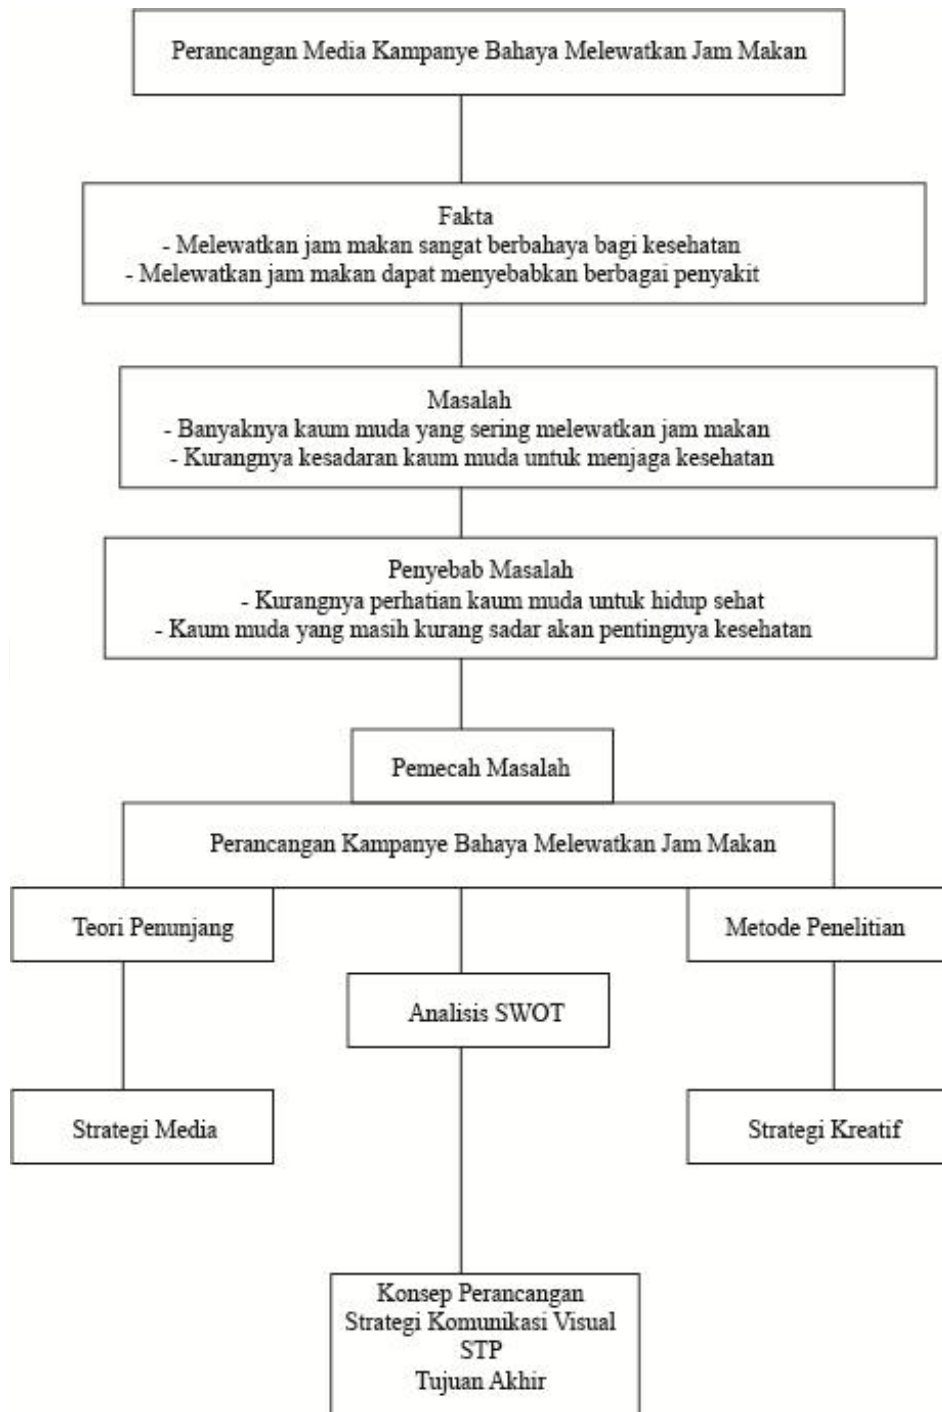 Perancangan Media Kampanye Bahaya Melewatkan Jam Makan
Fakta
- Melewatkan jam makan sangat berbahaya bagi kesehatan
- Melewatkan jam makan dapat menyebabkan berbagai penyakit
Masalah
- Banyaknya kaum muda yang sering melewatkan jam makan
- Kurangnya kesadaran kaum muda untuk menjaga kesehatan
Penyebab Masalah
- Kurangnya perhatian kaum muda untuk hidup sehat
- Kaum muda yang masih kurang sadar akan pentingnya kesehatan
Pemecah Masalah
Perancangan Kampanye Bahaya Melewatkan Jam Makan
Teori Penunjang
Metode Penelitian
Analisis SWOT
Strategi Media
Strategi Kreatif
Konsep Perancangan
Strategi Komunikasi Visual
STP
Tujuan Akhir